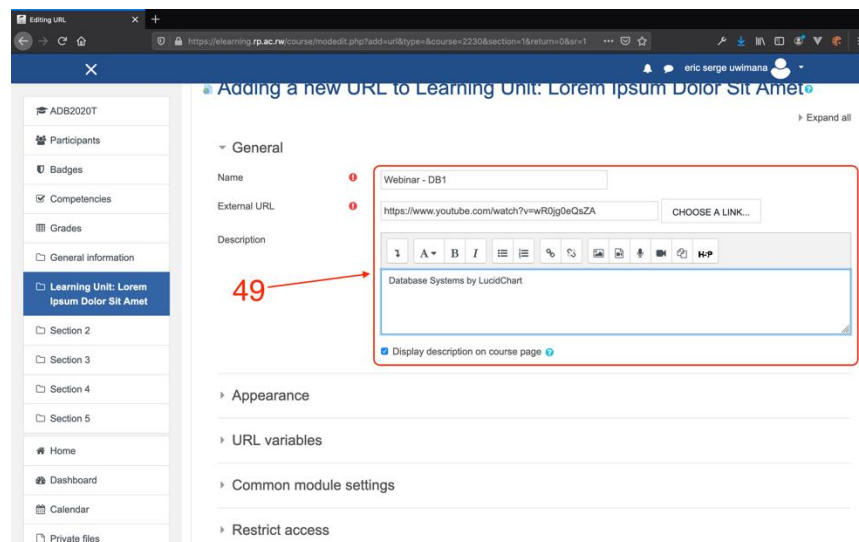 Editing URL
https://elearning.rp.ac.rw/course/modedit.php?add=url&type=&course=2230&section=1&return=0&sr=1
eric serge uwimana
Adding a new URL to Learning Unit: Lorem Ipsum Dolor Sit Amet
Expand all
ADB2020T
Participants
Badges
Competencies
Grades
General information
Learning Unit: Lorem
Ipsum Dolor Sit Amet
Section 2
Section 3
Section 4
Section 5
Home
Dashboard
Calendar
Private files
General
Name
Webinar - DB1
External URL
https://www.youtube.com/watch?v=wR0jg0eQsZA
CHOOSE A LINK...
Description
A B I H-P
Database Systems by LucidChart
49
Display description on course page
Appearance
URL variables
Common module settings
Restrict access